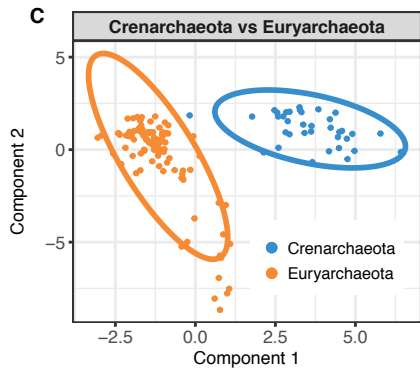 C
Crenarchaeota vs Euryarchaeota
5
0
−5
Component 2
Crenarchaeota
Euryarchaeota
−2.5 0.0 2.5 5.0
Component 1